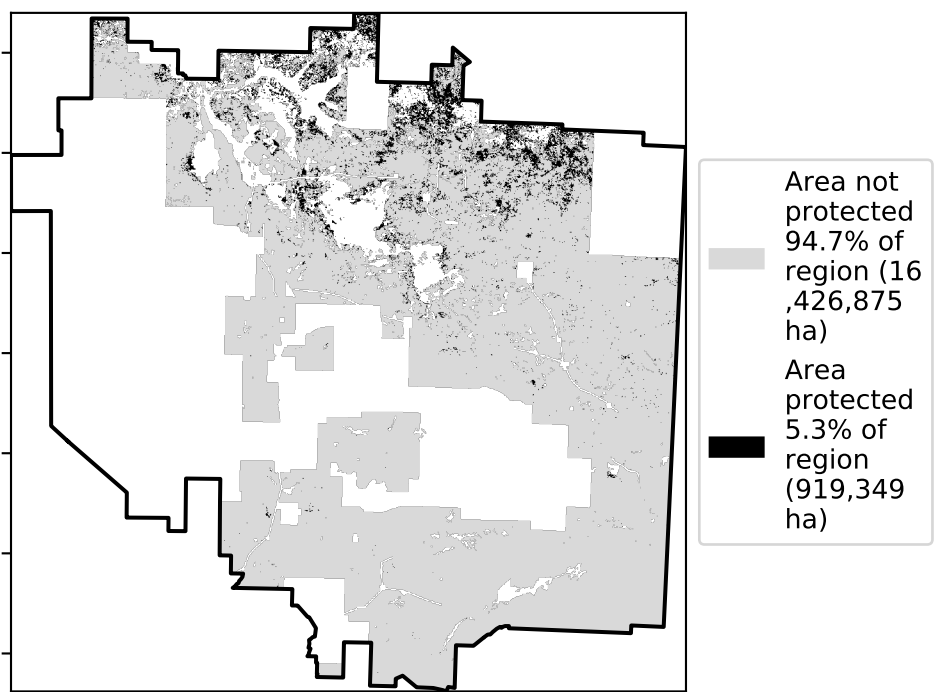 Area not
protected
94.7% of
region (16
,426,875
ha)
Area
protected
5.3% of
region
(919,349
ha)